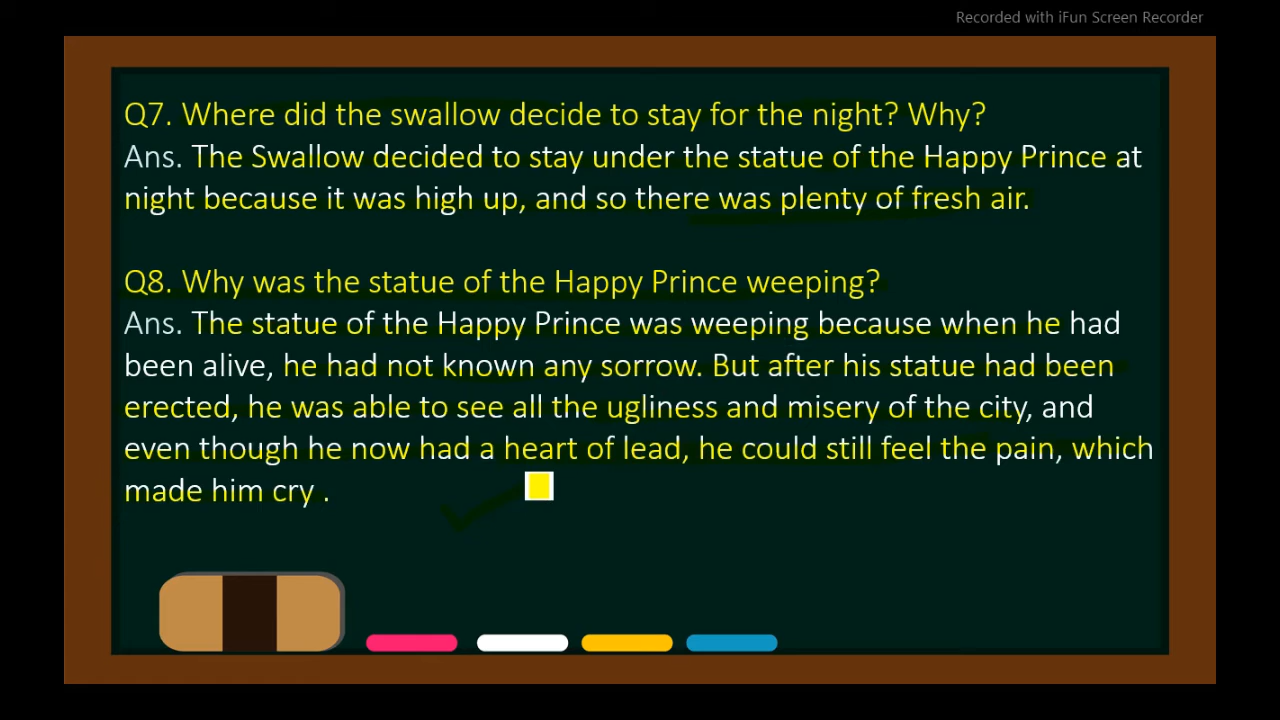 Recorded with iFun Screen Recorder
Q7. Where did the swallow decide to stay for the night? Why?
Ans. The Swallow decided to stay under the statue of the Happy Prince at
night because it was high up, and so there was plenty of fresh air.
Q8. Why was the statue of the Happy Prince weeping?
Ans. The statue of the Happy Prince was weeping because when he had
been alive, he had not known any sorrow. But after his statue had been
erected, he was able to see all the ugliness and misery of the city, and
even though he now had a heart of lead, he could still feel the pain, which
made him cry .